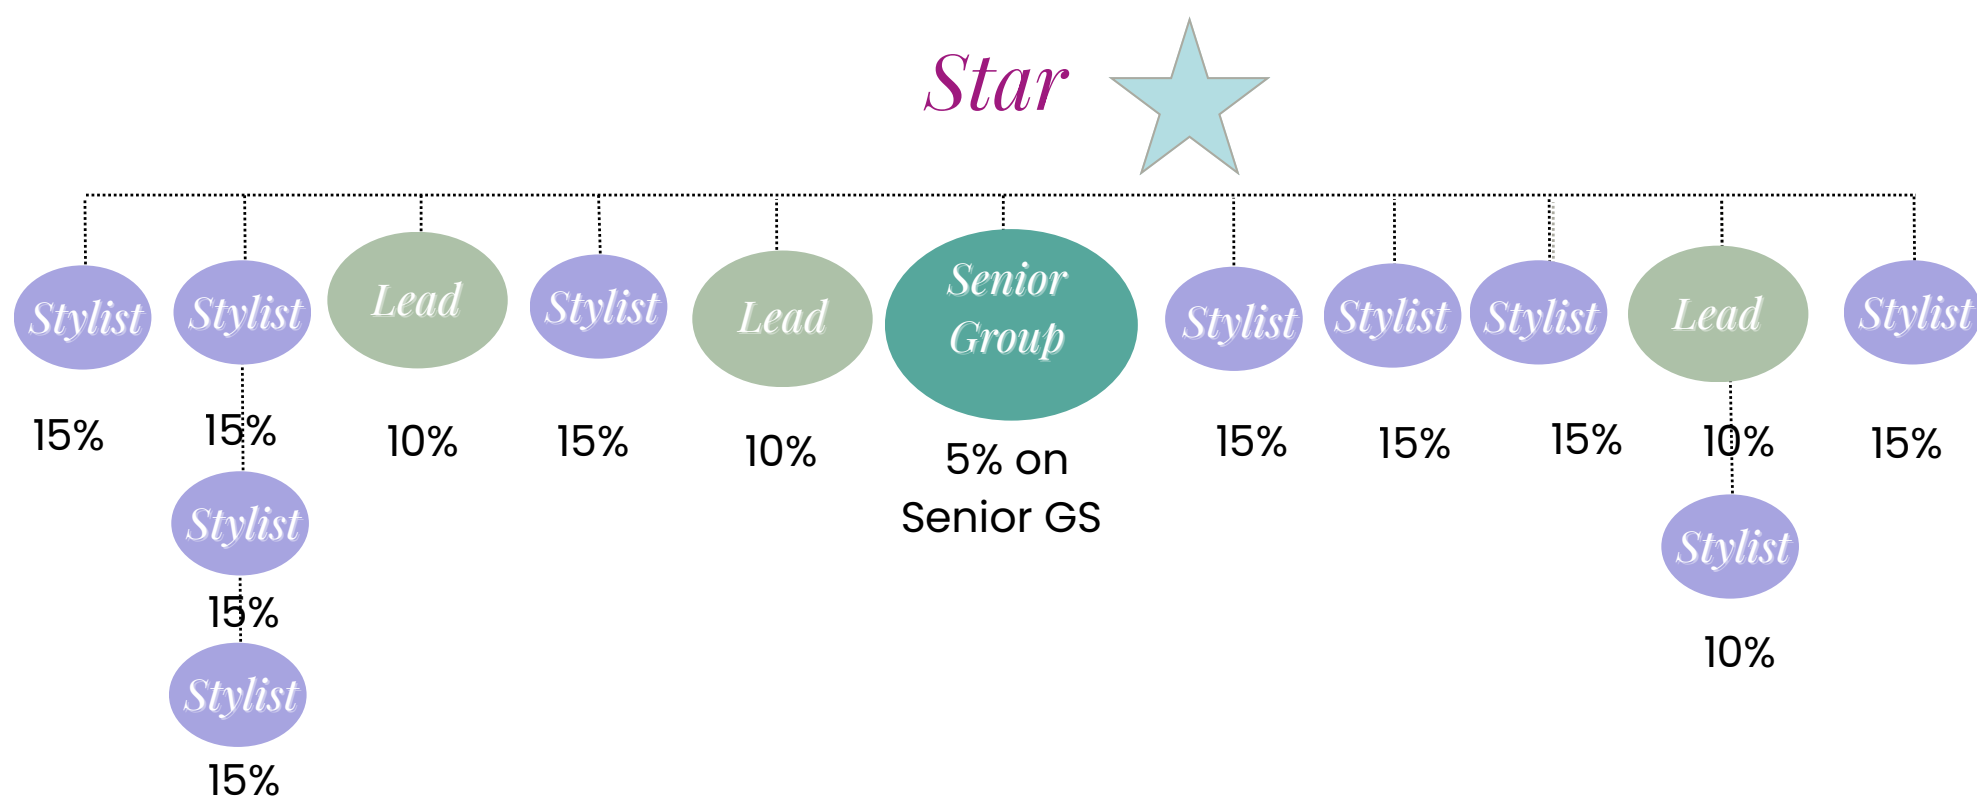 Star
Stylist
Stylist
Lead
Stylist
Lead
Senior
Group
Stylist
Stylist
Stylist
Lead
Stylist
15%
15%
10%
15%
10%
5% on
Senior GS
15%
15%
15%
10%
15%
Stylist
Stylist
15%
10%
Stylist
15%